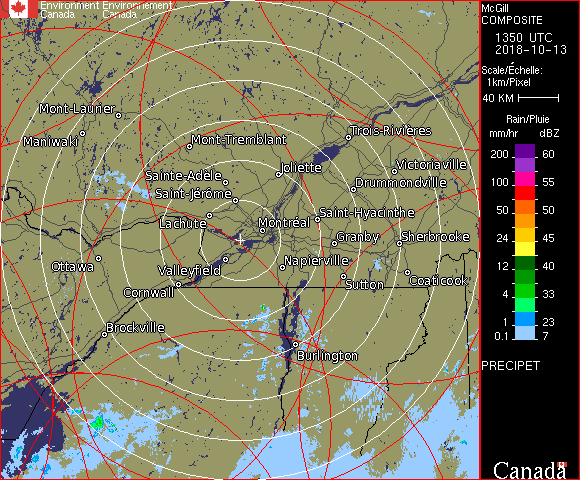 Environment Environnement
Canada Canada
McGill
COMPOSITE
1350 UTC
2018-10-13
Scale/Échelle:
1km/Pixel
40 KM
Rain/Pluie
mm/hr dBZ
200 60
100 55
50 50
24 45
12 40
4 33
1 23
0.1 7
PRECIPET
Mont-Laurier
Maniwaki
Mont-Tremblant
Trois-Rivières
Sainte-Adèle
Joliette
Victoriaville
Saint-Jérôme
Drummondville
Lachute
Montréal
Saint-Hyacinthe
Granby
Sherbrooke
Ottawa
Valleyfield
Napierville
Cornwall
Sutton
Coaticook
Brockville
Burlington
Canada